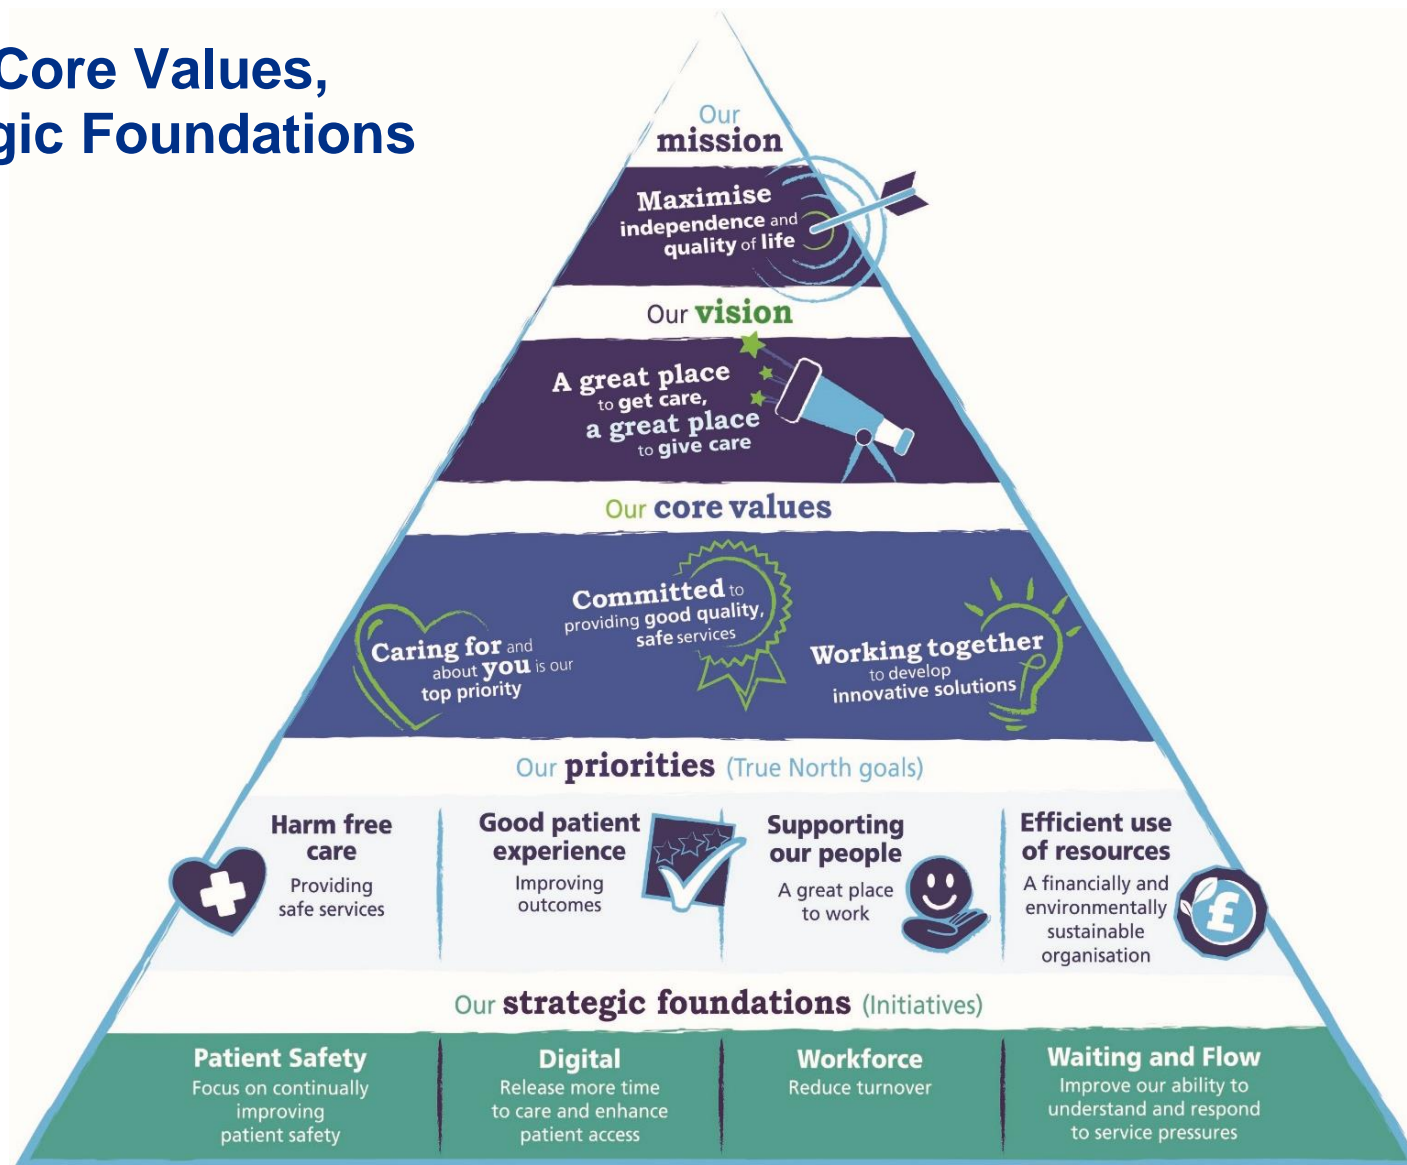 Core Values,
gic Foundations
Our
mission
Maximise
independence and
quality of life
Our vision
A great place
to get care,
a great place
to give care
Our core values
Caring for and
about you is our
top priority
Committed to
providing good quality,
safe services
Working together
to develop
innovative solutions
Our priorities (True North goals)
Harm free
care
Providing
safe services
Good patient
experience
Improving
outcomes
Supporting
our people
A great place
to work
Efficient use
of resources
A financially and
environmentally
sustainable
organisation
£
Our strategic foundations (Initiatives)
Patient Safety
Focus on continually
improving
patient safety
Digital
Release more time
to care and enhance
patient access
Workforce
Reduce turnover
Waiting and Flow
Improve our ability to
understand and respond
to service pressures